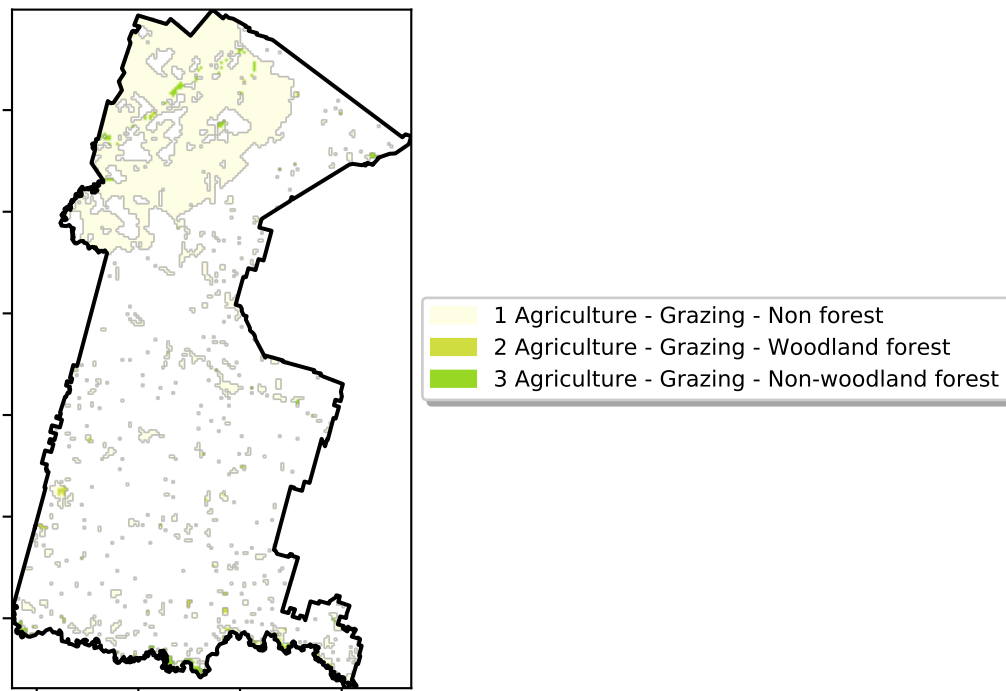 1 Agriculture - Grazing - Non forest
2 Agriculture - Grazing - Woodland forest
3 Agriculture - Grazing - Non-woodland forest